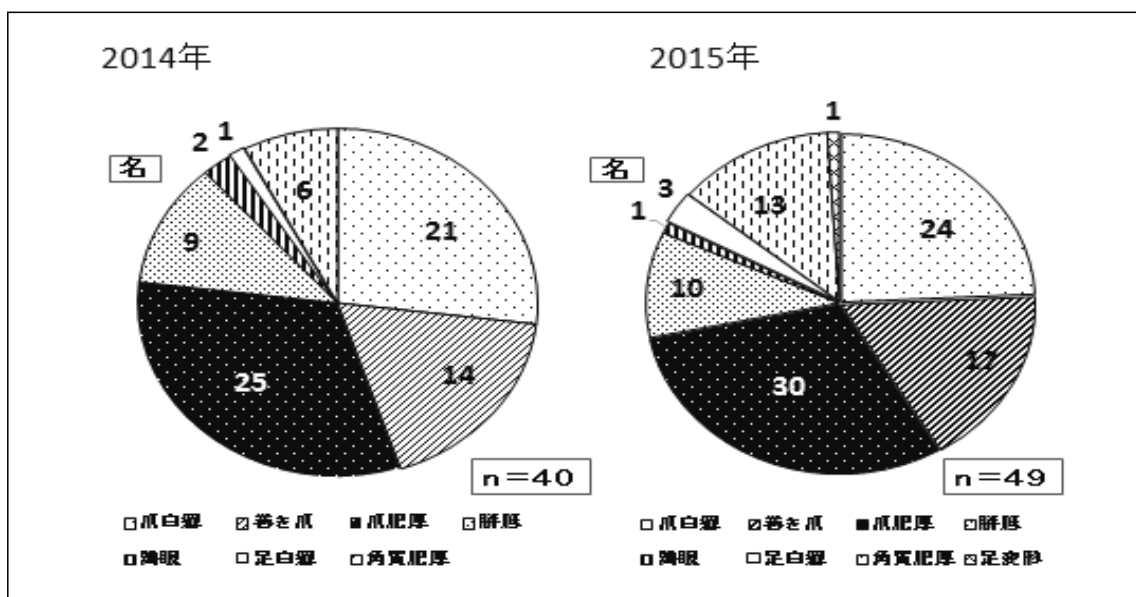 2014年
2015年
名
2
1
6
21
9
25
14
n=40
名
1
3
13
24
1
10
30
17
n=49
爪白癬 巻き爪 爪肥厚 胼胝
鶏眼 足白癬 角質肥厚
爪白癬 巻き爪 爪肥厚 胼胝
鶏眼 足白癬 角質肥厚 足変形